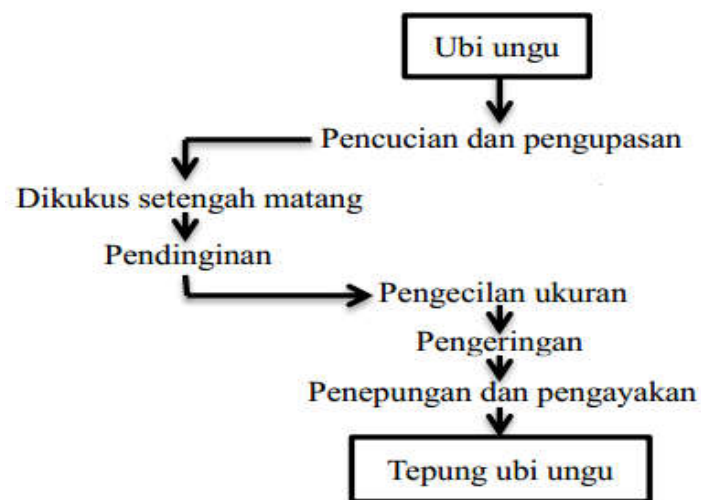 Ubi ungu
Pencucian dan pengupasan
Dikukus setengah matang
Pendinginan
Pengecilan ukuran
Pengeringan
Penepungan dan pengayakan
Tepung ubi ungu